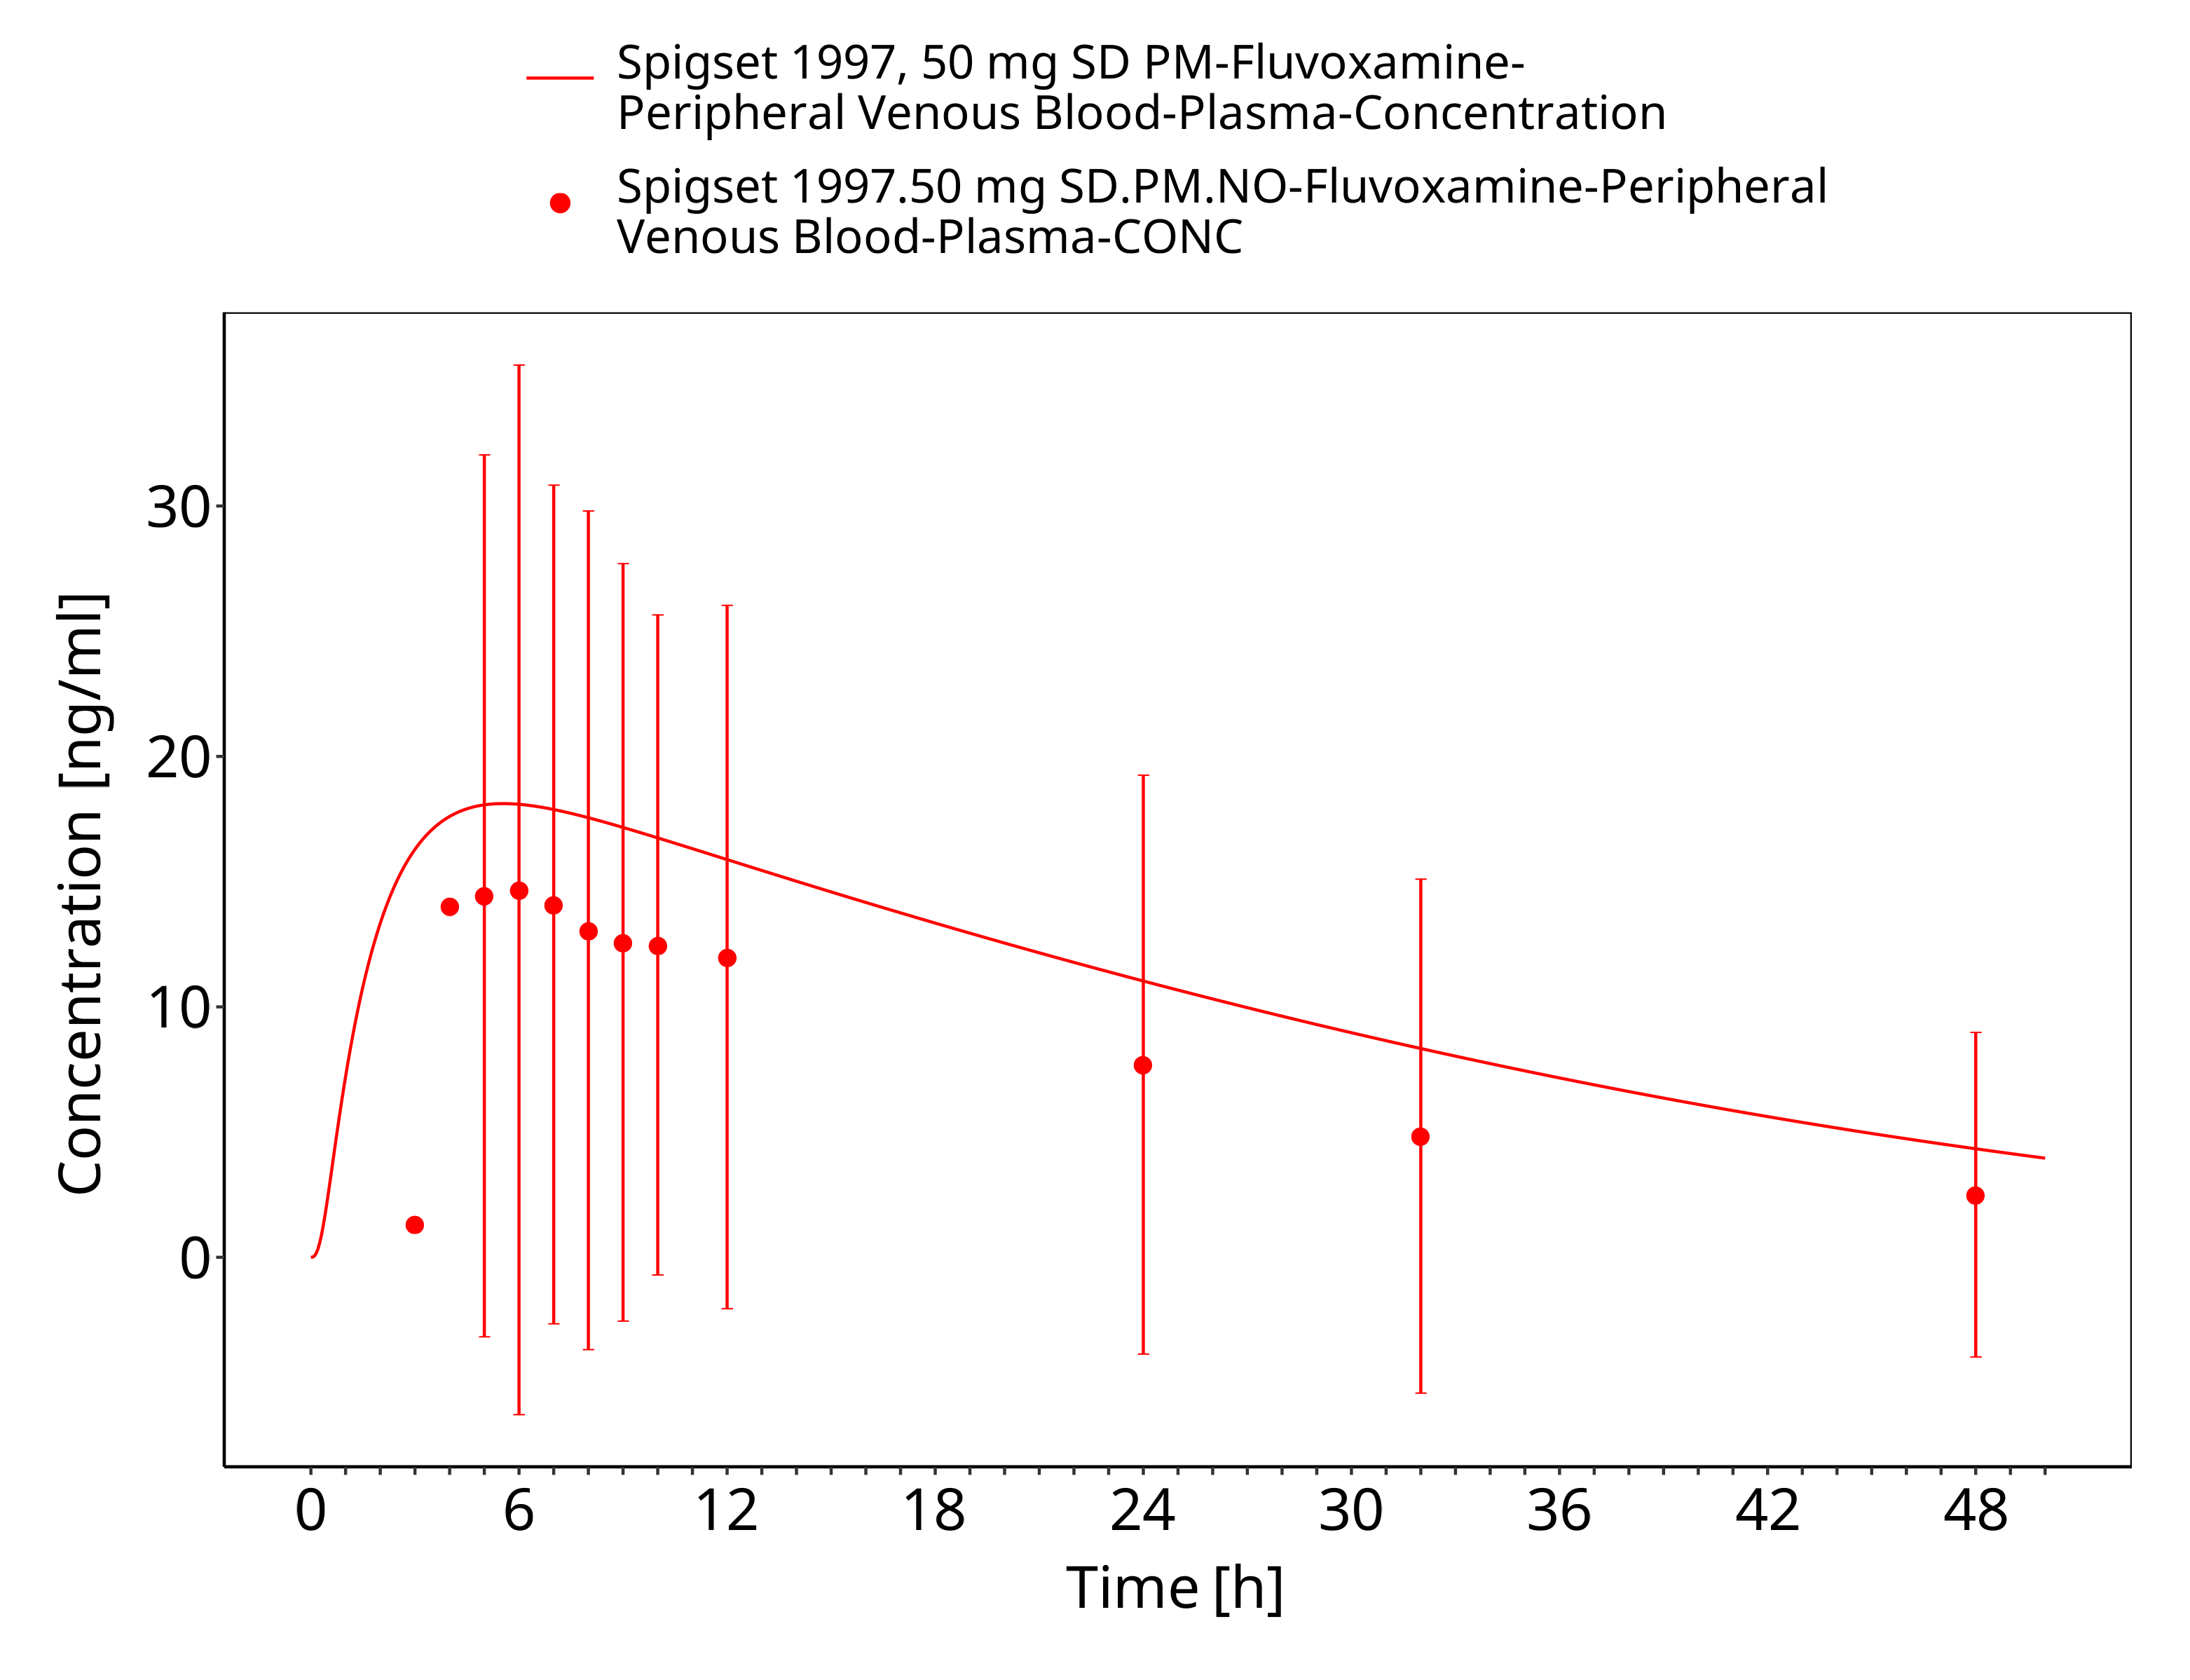 Spigset 1997, 50 mg SD PM-Fluvoxamine-
Peripheral Venous Blood-Plasma-Concentration
Spigset 1997.50 mg SD.PM.NO-Fluvoxamine-Peripheral
Venous Blood-Plasma-CONC
Concentration [ng/ml]
30
20
10
0
0 6 12 18 24 30 36 42 48
Time [h]